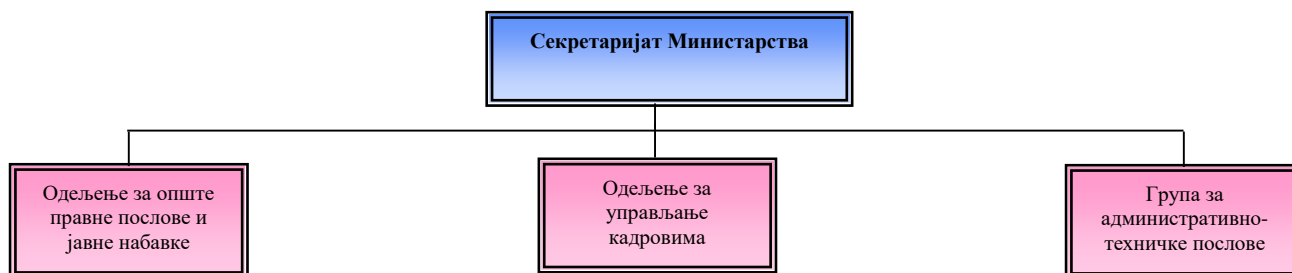 Секретаријат Министарства
Одељење за опште
правне послове и
јавне набавке
Одељење за
управљање
кадровима
Група за
административно-
техничке послове